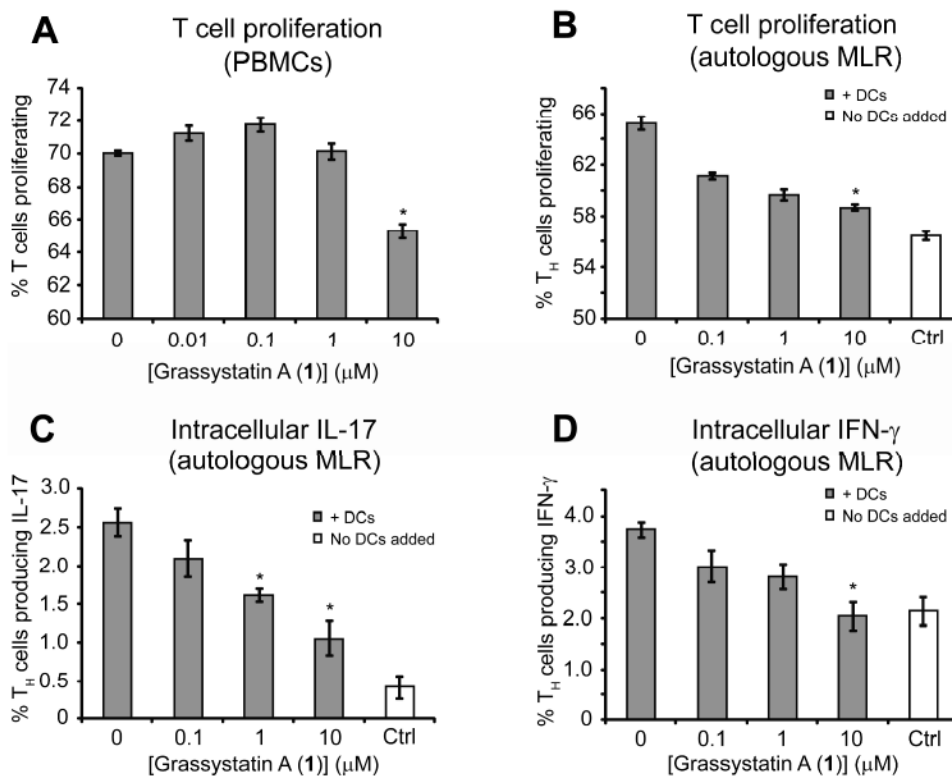 A
T cell proliferation
(PBMCs)
% T cells proliferating
72
70
68
66
64
62
60
*
0 0.01 0.1 1 10
[Grassystatin A (1)] (μM)
B
T cell proliferation
(autologous MLR)
% TH cells proliferating
66
62
58
56
50
+ DCs
No DCs added
*
0 0.1 1 10 Ctrl
[Grassystatin A (1)] (μM)
C
Intracellular IL-17
(autologous MLR)
% TH cells producing IL-17
3.0
2.5
2.0
1.5
1.0
0.5
0
+ DCs
No DCs added
*
*
0 0.1 1 10 Ctrl
[Grassystatin A (1)] (μM)
D
Intracellular IFN-γ
(autologous MLR)
% TH cells producing IFN-γ
4.0
3.0
2.0
1.0
0
+ DCs
No DCs added
*
0 0.1 1 10 Ctrl
[Grassystatin A (1)] (μM)